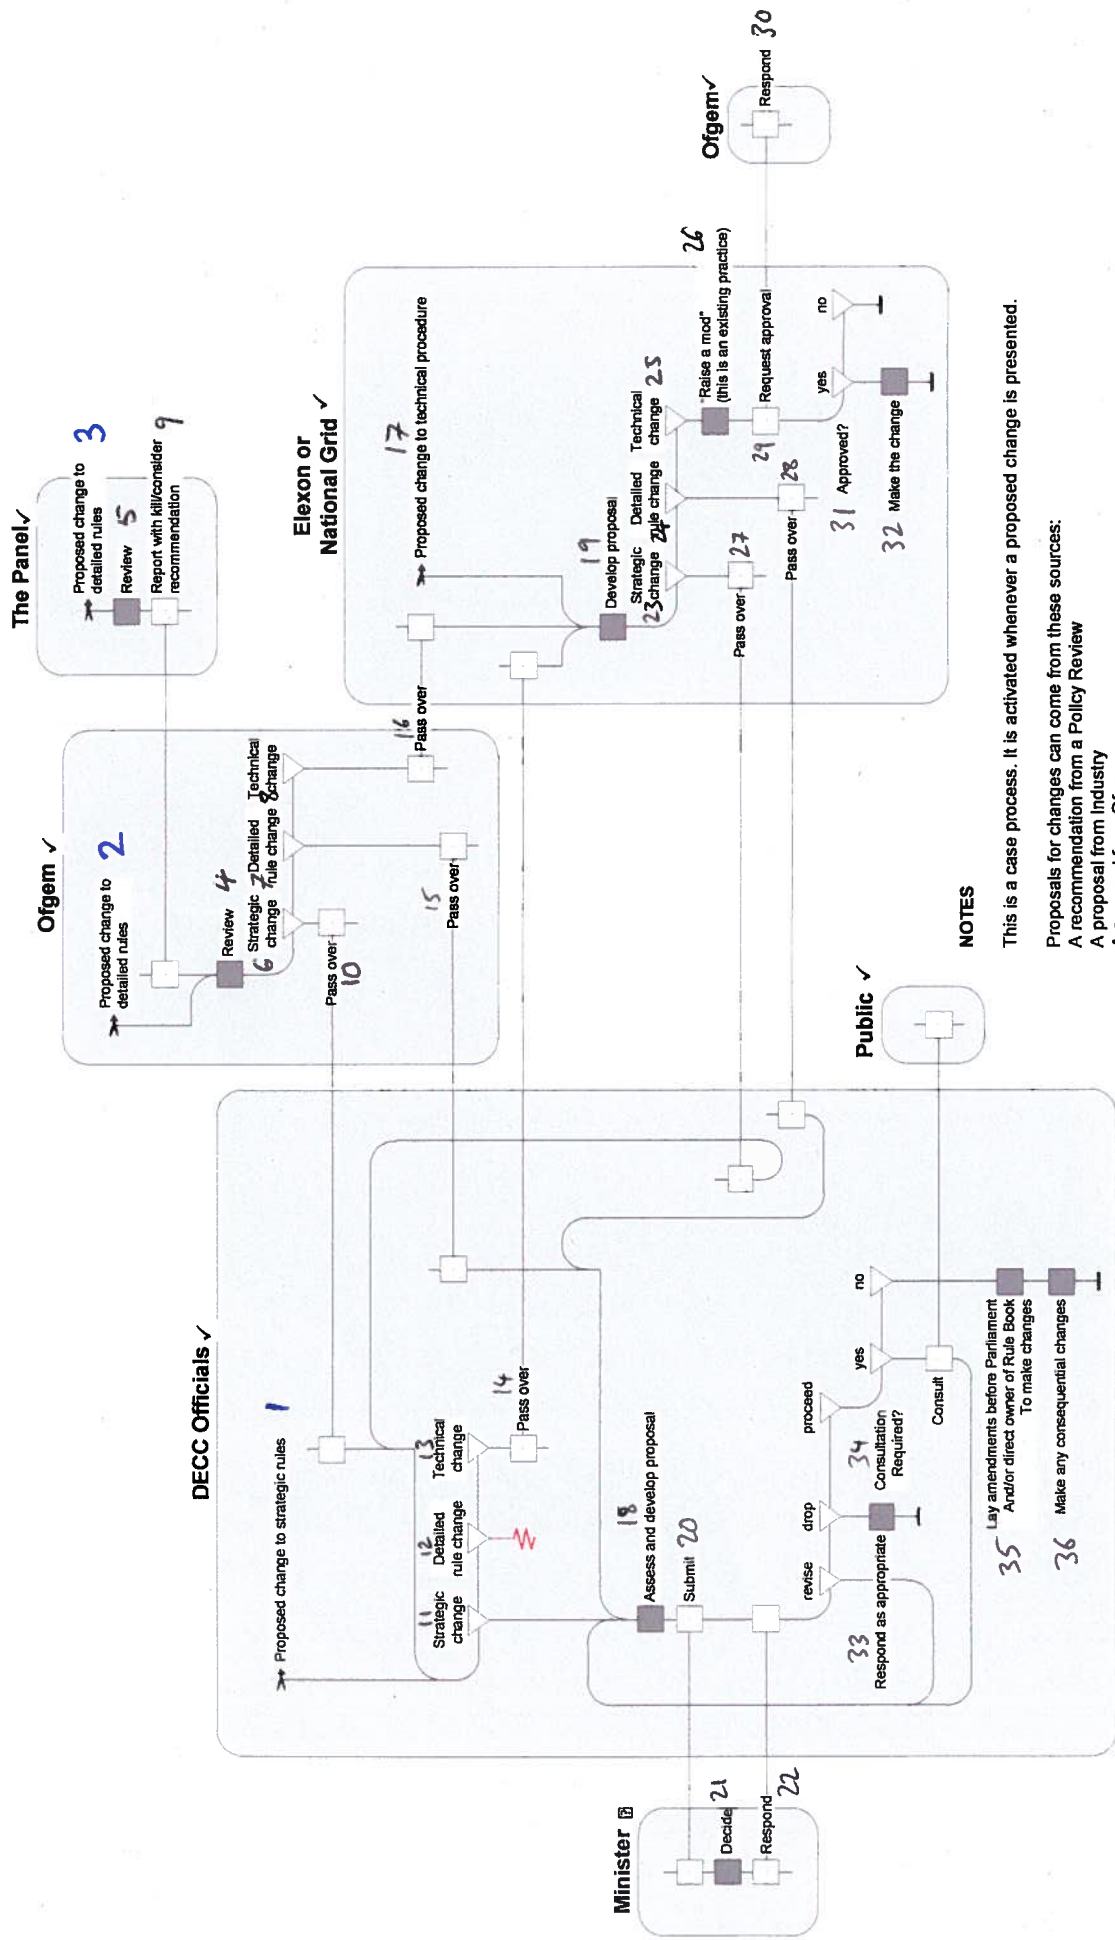 Minister
Decide 21
Respond 22
DECC Officials ✓
1
Proposed change to strategic rules
11 12 13
Strategic
change
Detailed
rule change
Technical
change
14
Pass over
18
Assess and develop proposal
Submit 20
revise
drop
proceed
33
Respond as appropriate
34
Consultation
Required?
yes
no
Consult
35
Lay amendments before Parliament
And/or direct owner of Rule Book
To make changes
36
Make any consequential changes
Ofgem ✓
Proposed change to
detailed rules
2
Review 4
6 Strategic
change
7 Detailed
rule change
8 Technical
change
Pass over
10
15
Pass over
16
Pass over
The Panel ✓
Proposed change to
detailed rules
3
Review 5
Report with kill/consider
recommendation
9
Elexon or
National Grid ✓
17
Proposed change to technical procedure
19
Develop proposal
23
Strategic
change
24
Detailed
rule change
Technical
change 25
26
"Raise a mod"
(this is an existing practice)
Pass over
27
29
Request approval
Pass over
28
31 Approved?
yes
no
32 Make the change
Ofgem ✓
Respond 30
Public ✓
NOTES
This is a case process. It is activated whenever a proposed change is presented.
Proposals for changes can come from these sources:
A recommendation from a Policy Review
A proposal from Industry